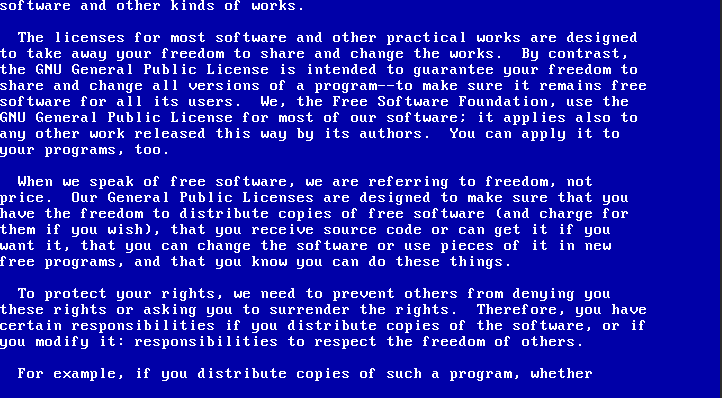 software and other kinds of works.
The licenses for most software and other practical works are designed
to take away your freedom to share and change the works.  By contrast,
the GNU General Public License is intended to guarantee your freedom to
share and change all versions of a program--to make sure it remains free
software for all its users.  We, the Free Software Foundation, use the
GNU General Public License for most of our software; it applies also to
any other work released this way by its authors.  You can apply it to
your programs, too.
When we speak of free software, we are referring to freedom, not
price.  Our General Public Licenses are designed to make sure that you
have the freedom to distribute copies of free software (and charge for
them if you wish), that you receive source code or can get it if you
want it, that you can change the software or use pieces of it in new
free programs, and that you know you can do these things.
To protect your rights, we need to prevent others from denying you
these rights or asking you to surrender the rights.  Therefore, you have
certain responsibilities if you distribute copies of the software, or if
you modify it: responsibilities to respect the freedom of others.
For example, if you distribute copies of such a program, whether